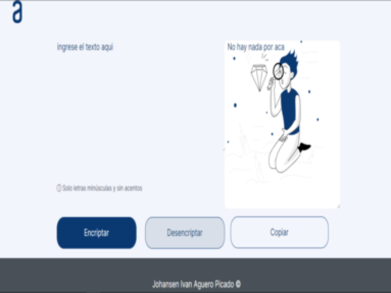 a
ingrese el texto aqui
No hay nada por aca
Solo letras minúsculas y sin acentos
Encriptar
Desencriptar
Copiar
Johansen Ivan Aguero Picado ©